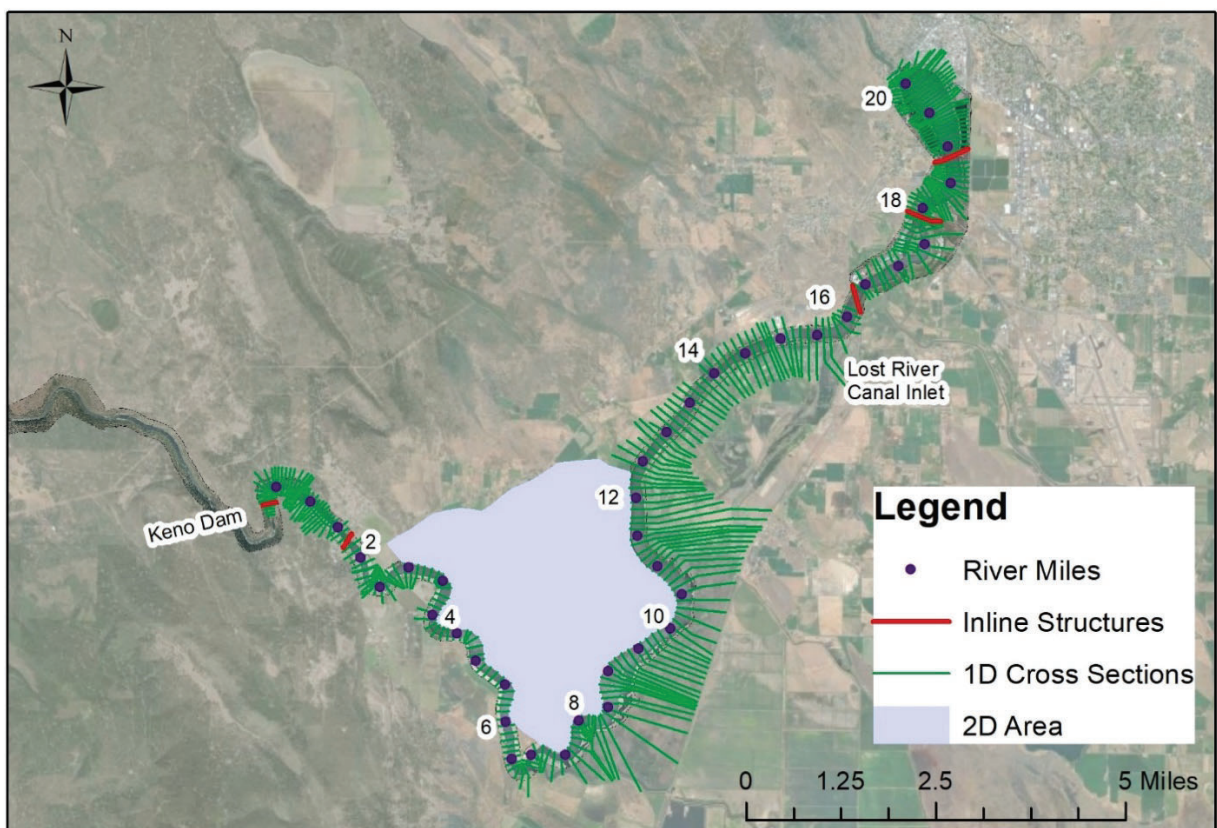 N
20
18
16
14
Lost River
Canal Inlet
12
Keno Dam
2
10
4
8
6
Legend
River Miles
Inline Structures
1D Cross Sections
2D Area
0 1.25 2.5 5 Miles